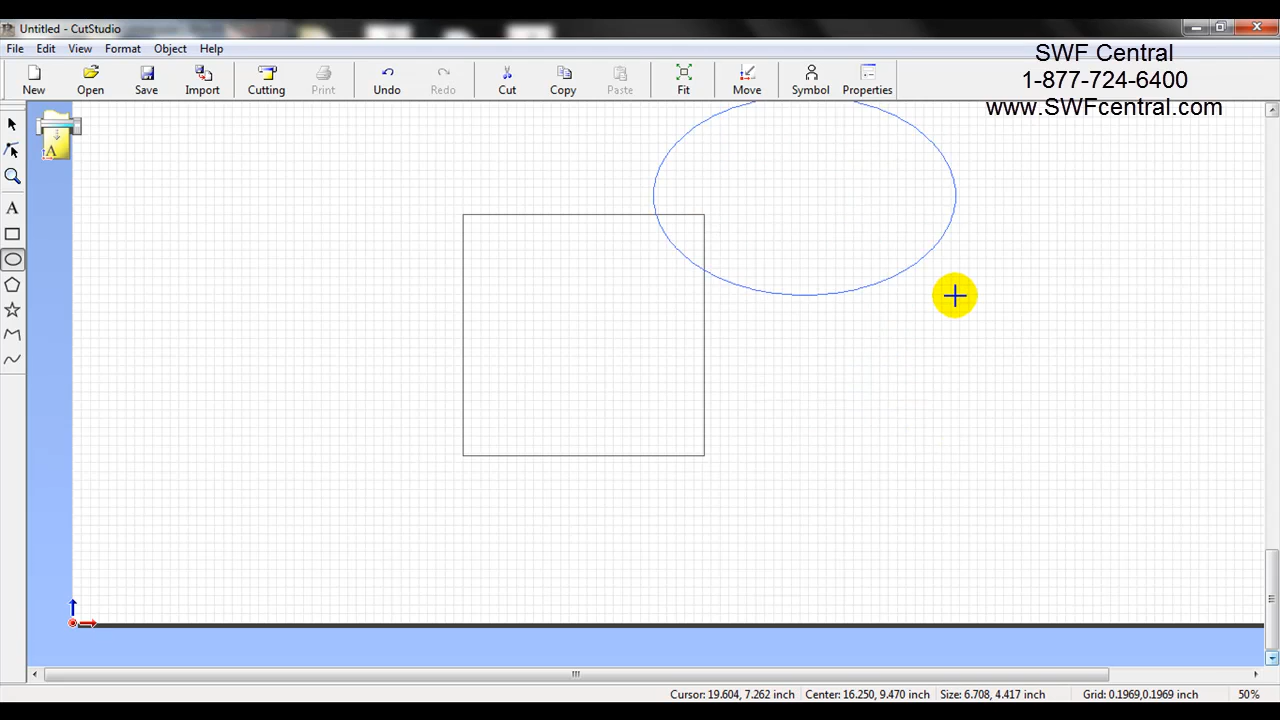 Untitled - CutStudio
SWF Central
1-877-724-6400
www.SWFcentral.com
File Edit View Format Object Help
New Open Save Import Cutting Print Undo Redo Cut Copy Paste Fit Move Symbol Properties
A
A
Cursor: 19.604, 7.262 inch Center: 16.250, 9.470 inch Size: 6.708, 4.417 inch Grid: 0.1969,0.1969 inch 50%